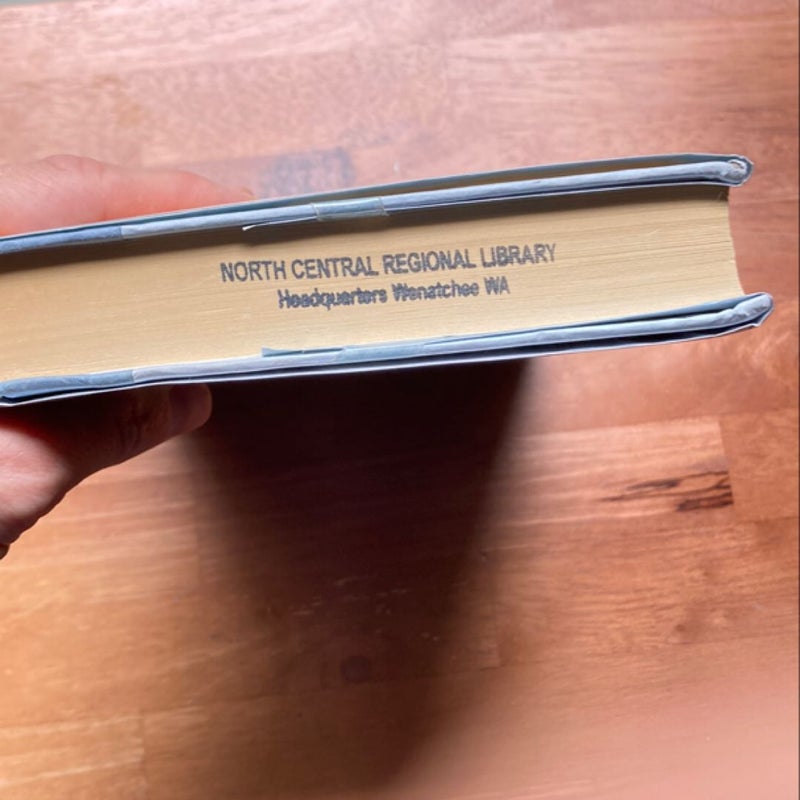 NORTH CENTRAL REGIONAL LIBRARY
Headquarters Wenatchee WA